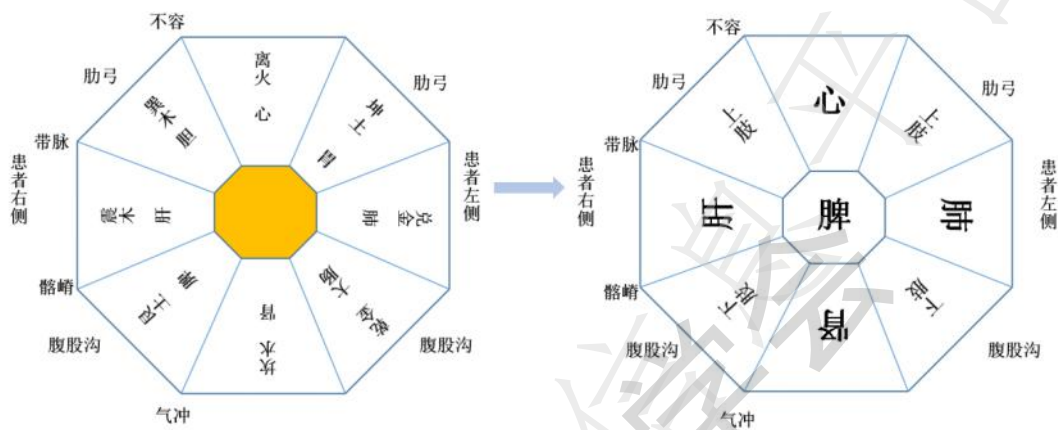 不容
肋弓
离火
心
肋弓
巽木
胆
坤土
胃
带脉
患者右侧
患者左侧
震木
肝
肺
兑金
髂嵴
艮土
脾
肾
坎水
大肠
乾金
腹股沟
腹股沟
气冲
不容
肋弓
心
肋弓
上肢
上肢
带脉
患者右侧
患者左侧
肝
脾
肺
髂嵴
下肢
肾
下肢
腹股沟
腹股沟
气冲
学会